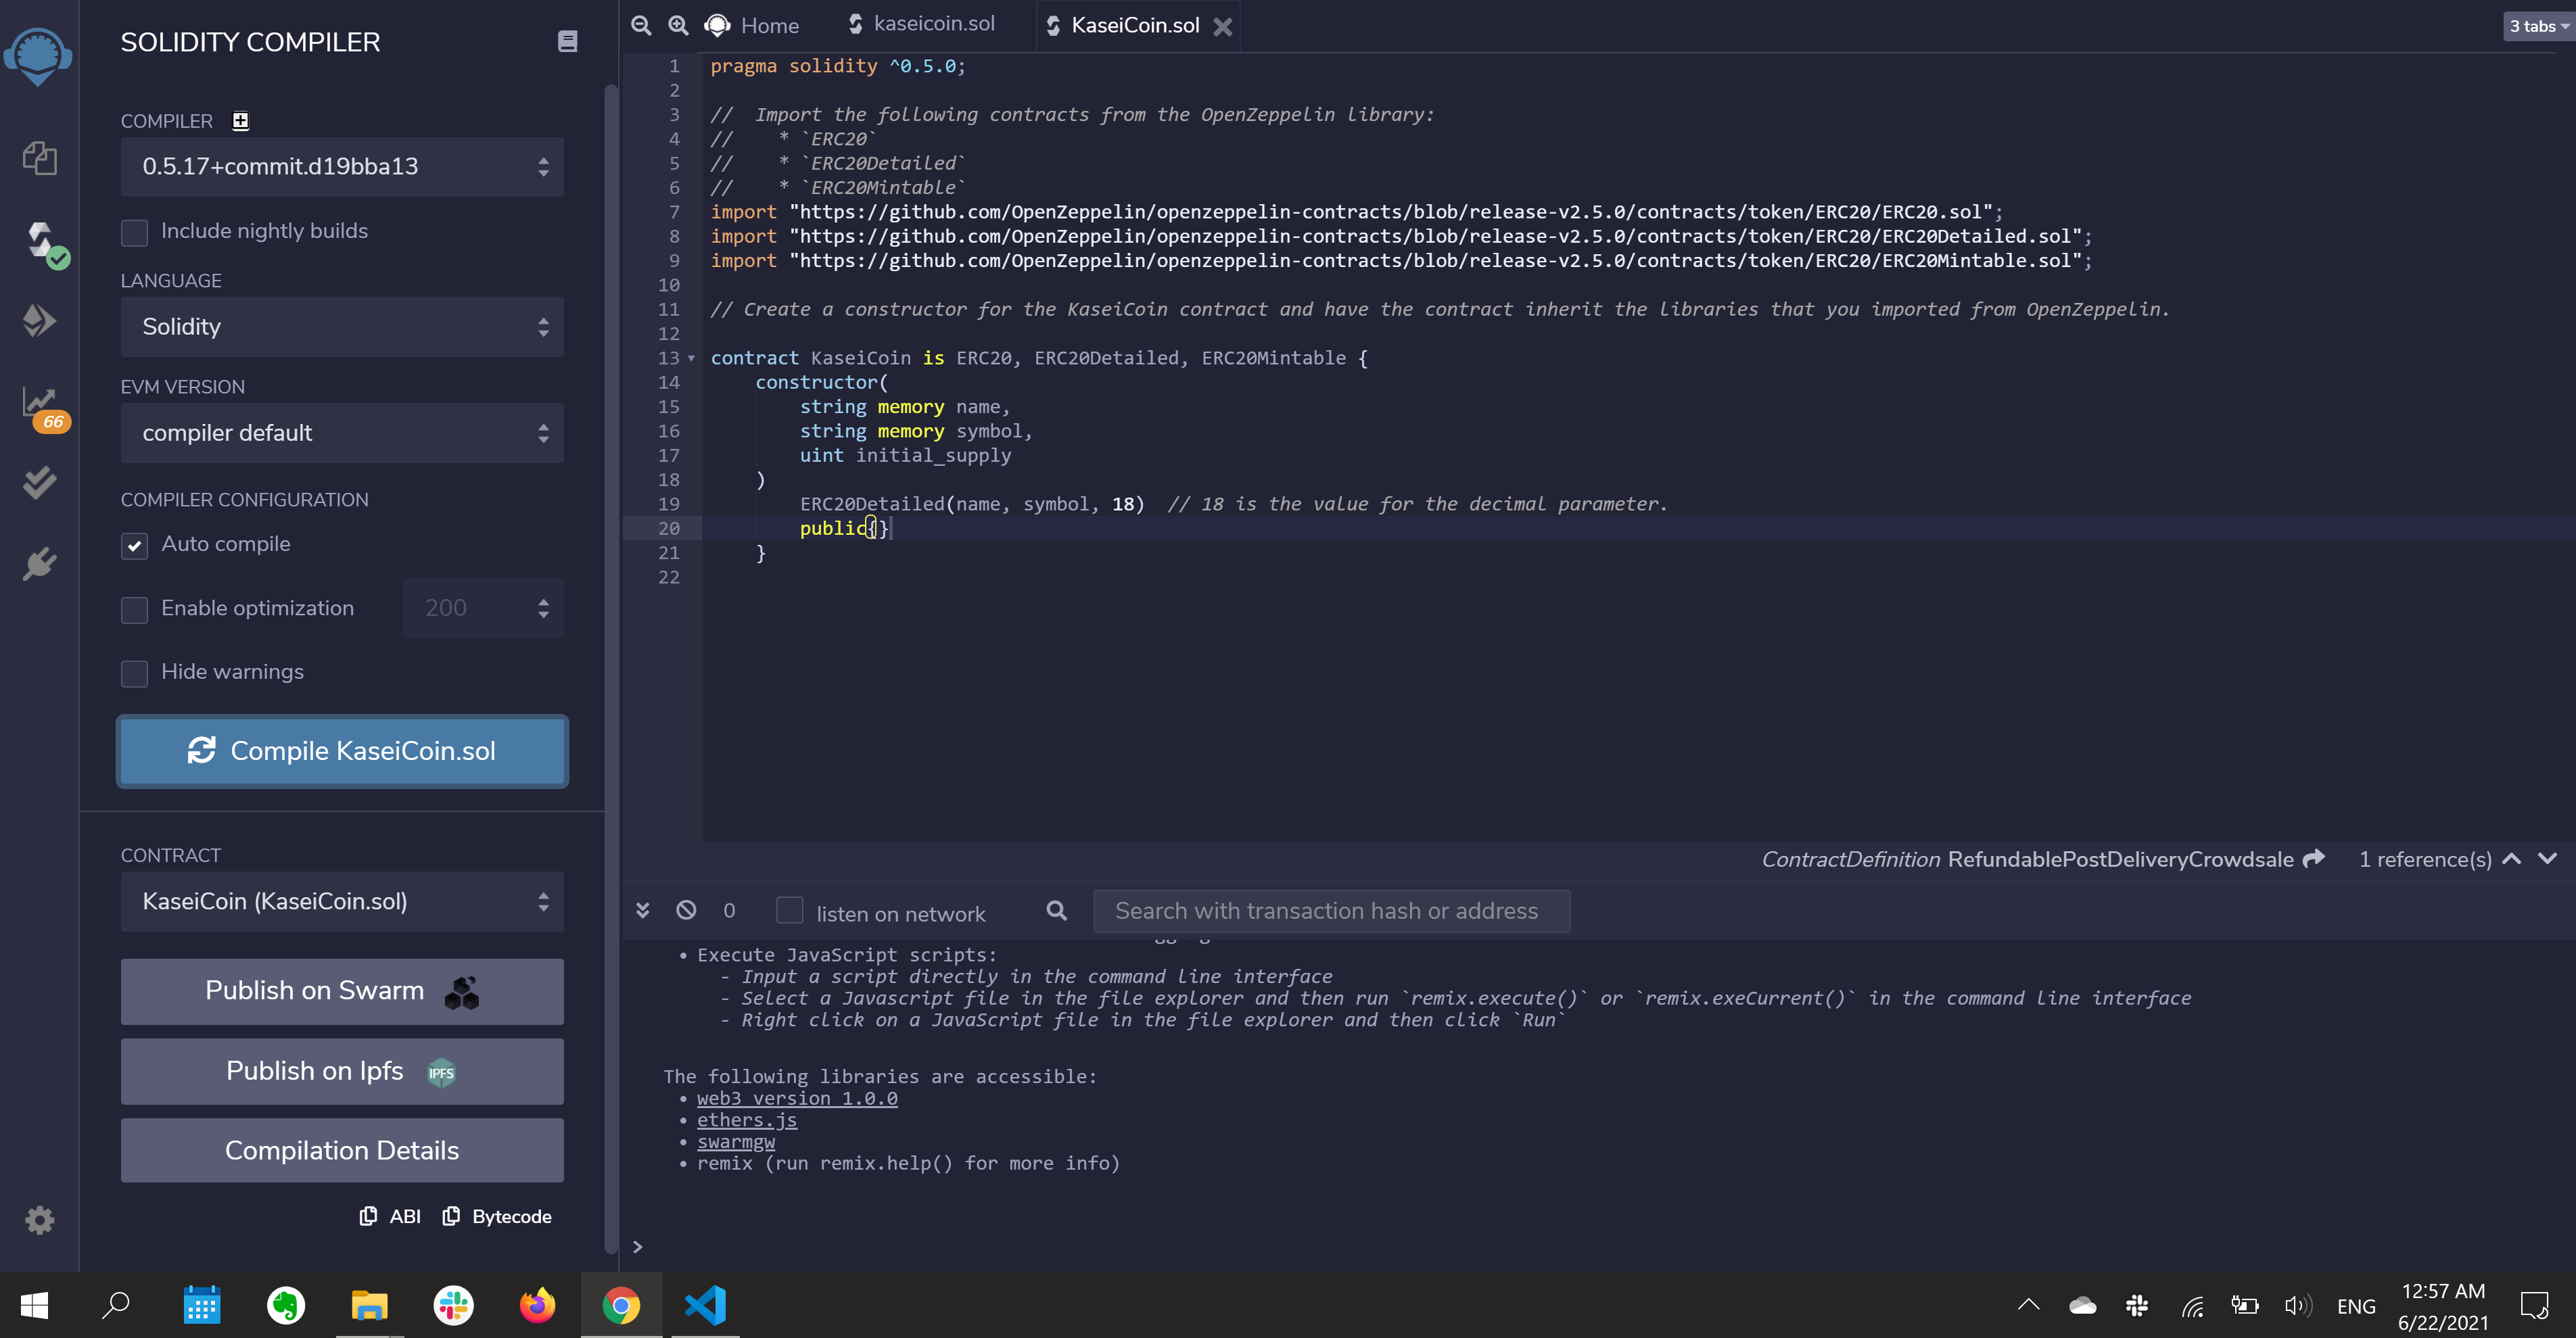 SOLIDITY COMPILER
COMPILER
0.5.17+commit.d19bba13
Include nightly builds
LANGUAGE
Solidity
EVM VERSION
compiler default
66
COMPILER CONFIGURATION
Auto compile
Enable optimization
200
Hide warnings
Compile KaseiCoin.sol
CONTRACT
KaseiCoin (KaseiCoin.sol)
Publish on Swarm
Publish on Ipfs
IPFS
Compilation Details
ABI
Bytecode
Home
kaseicoin.sol
KaseiCoin.sol
3 tabs
1 pragma solidity ^0.5.0;
2
3 //  Import the following contracts from the OpenZeppelin library:
4 //    * `ERC20`
5 //    * `ERC20Detailed`
6 //    * `ERC20Mintable`
7 import "https://github.com/OpenZeppelin/openzeppelin-contracts/blob/release-v2.5.0/contracts/token/ERC20/ERC20.sol";
8 import "https://github.com/OpenZeppelin/openzeppelin-contracts/blob/release-v2.5.0/contracts/token/ERC20/ERC20Detailed.sol";
9 import "https://github.com/OpenZeppelin/openzeppelin-contracts/blob/release-v2.5.0/contracts/token/ERC20/ERC20Mintable.sol";
10
11 // Create a constructor for the KaseiCoin contract and have the contract inherit the libraries that you imported from OpenZeppelin.
12
13 contract KaseiCoin is ERC20, ERC20Detailed, ERC20Mintable {
14     constructor(
15         string memory name,
16         string memory symbol,
17         uint initial_supply
18     )
19         ERC20Detailed(name, symbol, 18)  // 18 is the value for the decimal parameter.
20         public{}
21     }
22
ContractDefinition RefundablePostDeliveryCrowdsale 1 reference(s)
0
listen on network
Search with transaction hash or address
• Execute JavaScript scripts:
- Input a script directly in the command line interface
- Select a Javascript file in the file explorer and then run `remix.execute()` or `remix.exeCurrent()` in the command line interface
- Right click on a JavaScript file in the file explorer and then click `Run`
The following libraries are accessible:
• web3 version 1.0.0
• ethers.js
• swarmgw
• remix (run remix.help() for more info)
>
ENG
12:57 AM
6/22/2021